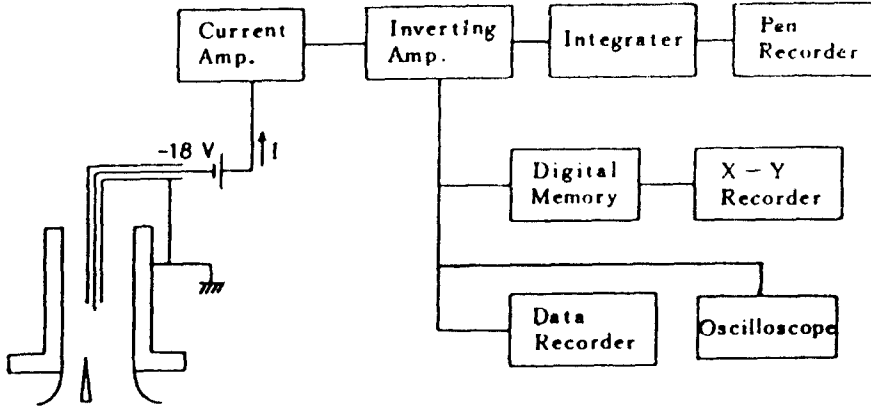 Current
Amp.
Inverting
Amp.
Integrater
Pen
Recorder
-18 V
I
Digital
Memory
X - Y
Recorder
Data
Recorder
Oscilloscope